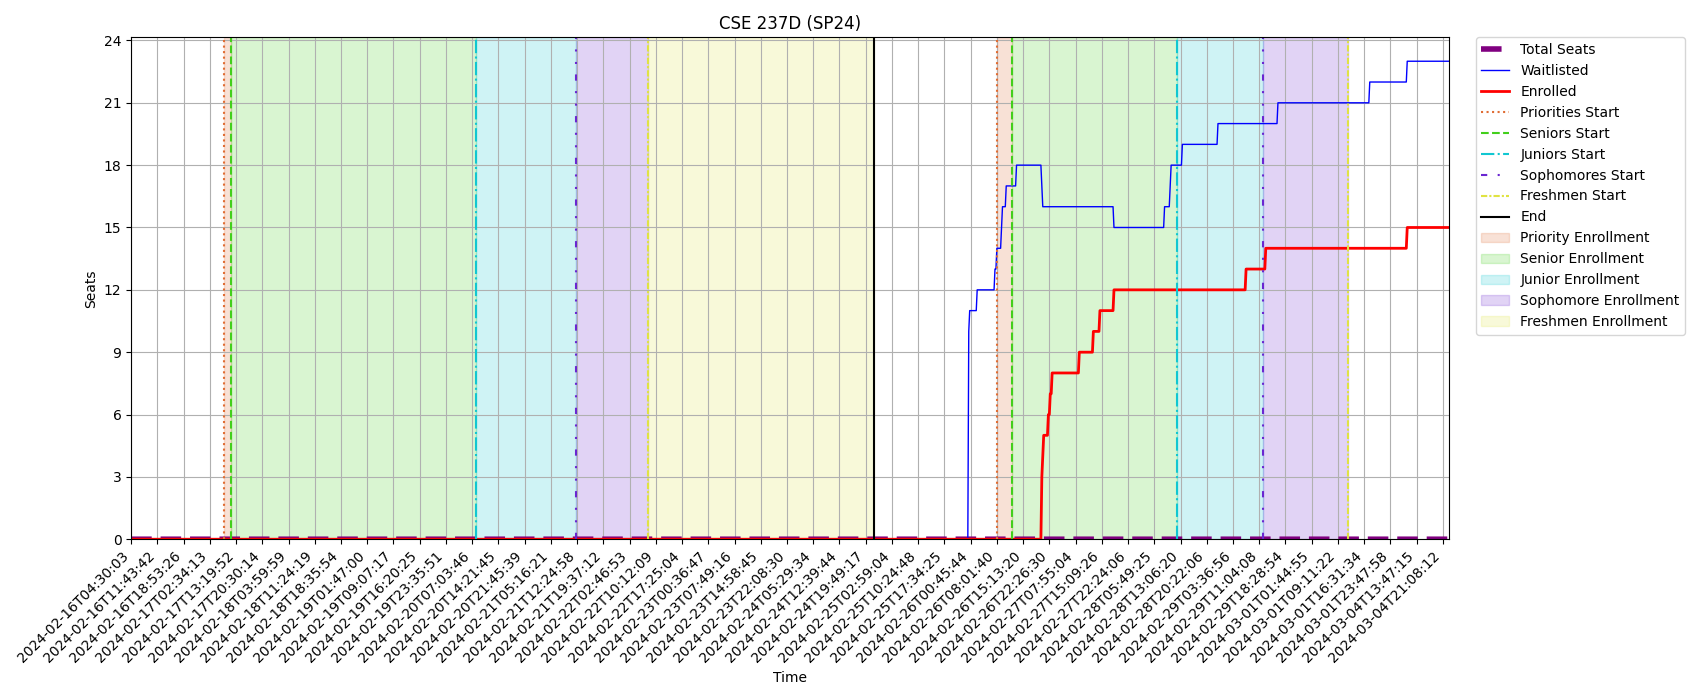 CSE 237D (SP24)
Seats
24
21
18
15
12
9
6
3
0
2024-02-16T04:30:03
2024-02-16T11:43:42
2024-02-16T18:53:26
2024-02-17T02:34:13
2024-02-17T13:19:52
2024-02-17T20:30:14
2024-02-18T03:59:59
2024-02-18T11:24:19
2024-02-18T18:35:54
2024-02-19T01:47:00
2024-02-19T09:07:17
2024-02-19T16:20:25
2024-02-19T23:35:51
2024-02-20T07:03:46
2024-02-20T14:21:45
2024-02-20T21:45:39
2024-02-21T05:16:21
2024-02-21T12:24:58
2024-02-21T19:37:12
2024-02-22T02:46:53
2024-02-22T10:12:09
2024-02-22T17:25:04
2024-02-23T00:36:47
2024-02-23T07:49:16
2024-02-23T14:58:45
2024-02-23T22:08:30
2024-02-24T05:29:34
2024-02-24T12:39:44
2024-02-24T19:49:17
2024-02-25T02:59:04
2024-02-25T10:24:48
2024-02-25T17:34:25
2024-02-26T00:45:44
2024-02-26T08:01:40
2024-02-26T15:13:20
2024-02-26T22:26:30
2024-02-27T07:55:04
2024-02-27T15:09:26
2024-02-27T22:24:06
2024-02-28T05:49:25
2024-02-28T13:06:20
2024-02-28T20:22:06
2024-02-29T03:36:56
2024-02-29T11:04:08
2024-02-29T18:28:54
2024-03-01T01:44:55
2024-03-01T09:11:22
2024-03-01T16:31:34
2024-03-01T23:47:58
2024-03-04T13:47:15
2024-03-04T21:08:12
Time
Total Seats
Waitlisted
Enrolled
Priorities Start
Seniors Start
Juniors Start
Sophomores Start
Freshmen Start
End
Priority Enrollment
Senior Enrollment
Junior Enrollment
Sophomore Enrollment
Freshmen Enrollment